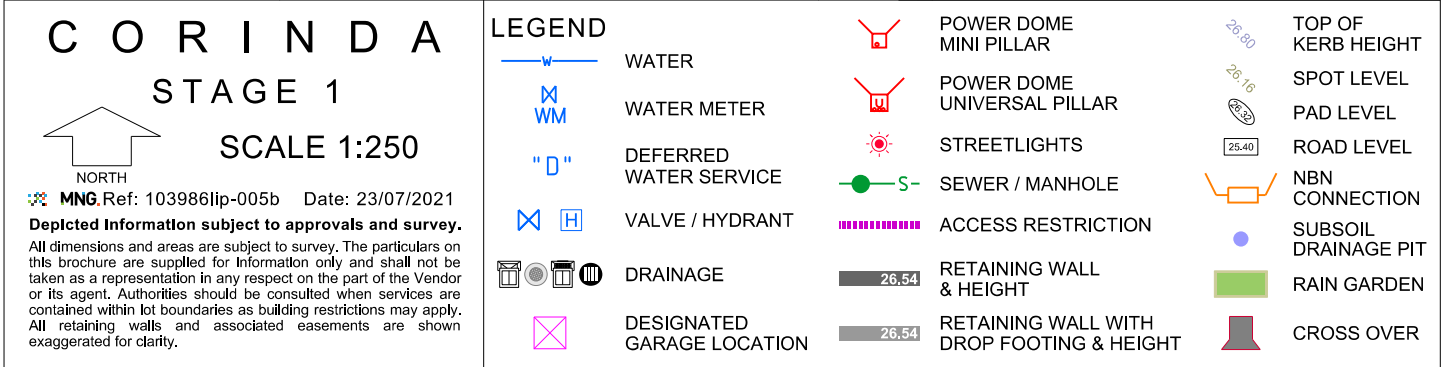 CORINDA
STAGE 1
SCALE 1:250
NORTH
MNG. Ref: 103986lip-005b Date: 23/07/2021
Depicted Information subject to approvals and survey.
All dimensions and areas are subject to survey. The particulars on
this brochure are supplied for Information only and shall not be
taken as a representation in any respect on the part of the Vendor
or its agent. Authorities should be consulted when services are
contained within lot boundaries as building restrictions may apply.
All retaining walls and associated easements are shown
exaggerated for clarity.
LEGEND
w WATER
WM WATER METER
"D" DEFERRED
WATER SERVICE
H VALVE / HYDRANT
DRAINAGE
DESIGNATED
GARAGE LOCATION
POWER DOME
MINI PILLAR
U POWER DOME
UNIVERSAL PILLAR
STREETLIGHTS
S SEWER / MANHOLE
ACCESS RESTRICTION
26.54 RETAINING WALL
& HEIGHT
26.54 RETAINING WALL WITH
DROP FOOTING & HEIGHT
26.80 TOP OF
KERB HEIGHT
26.16 SPOT LEVEL
26.32 PAD LEVEL
25.40 ROAD LEVEL
NBN
CONNECTION
SUBSOIL
DRAINAGE PIT
RAIN GARDEN
CROSS OVER